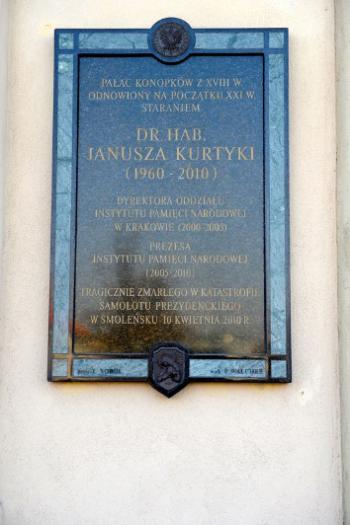 PAŁAC KONOPKÓW Z XVIII W.
ODNOWIONY NA POCZĄTKU XXI W.
STARANIEM
DR HAB.
JANUSZA KURTYKI
(1960 - 2010)
DYREKTORA ODDZIAŁU
INSTYTUTU PAMIĘCI NARODOWEJ
W KRAKOWIE (2000-2005)
PREZESA
INSTYTUTU PAMIĘCI NARODOWEJ
(2005-2010)
TRAGICZNIE ZMARŁEGO W KATASTROFIE
SAMOLOTU PREZYDENCKIEGO
W SMOLEŃSKU 10 KWIETNIA 2010 R.